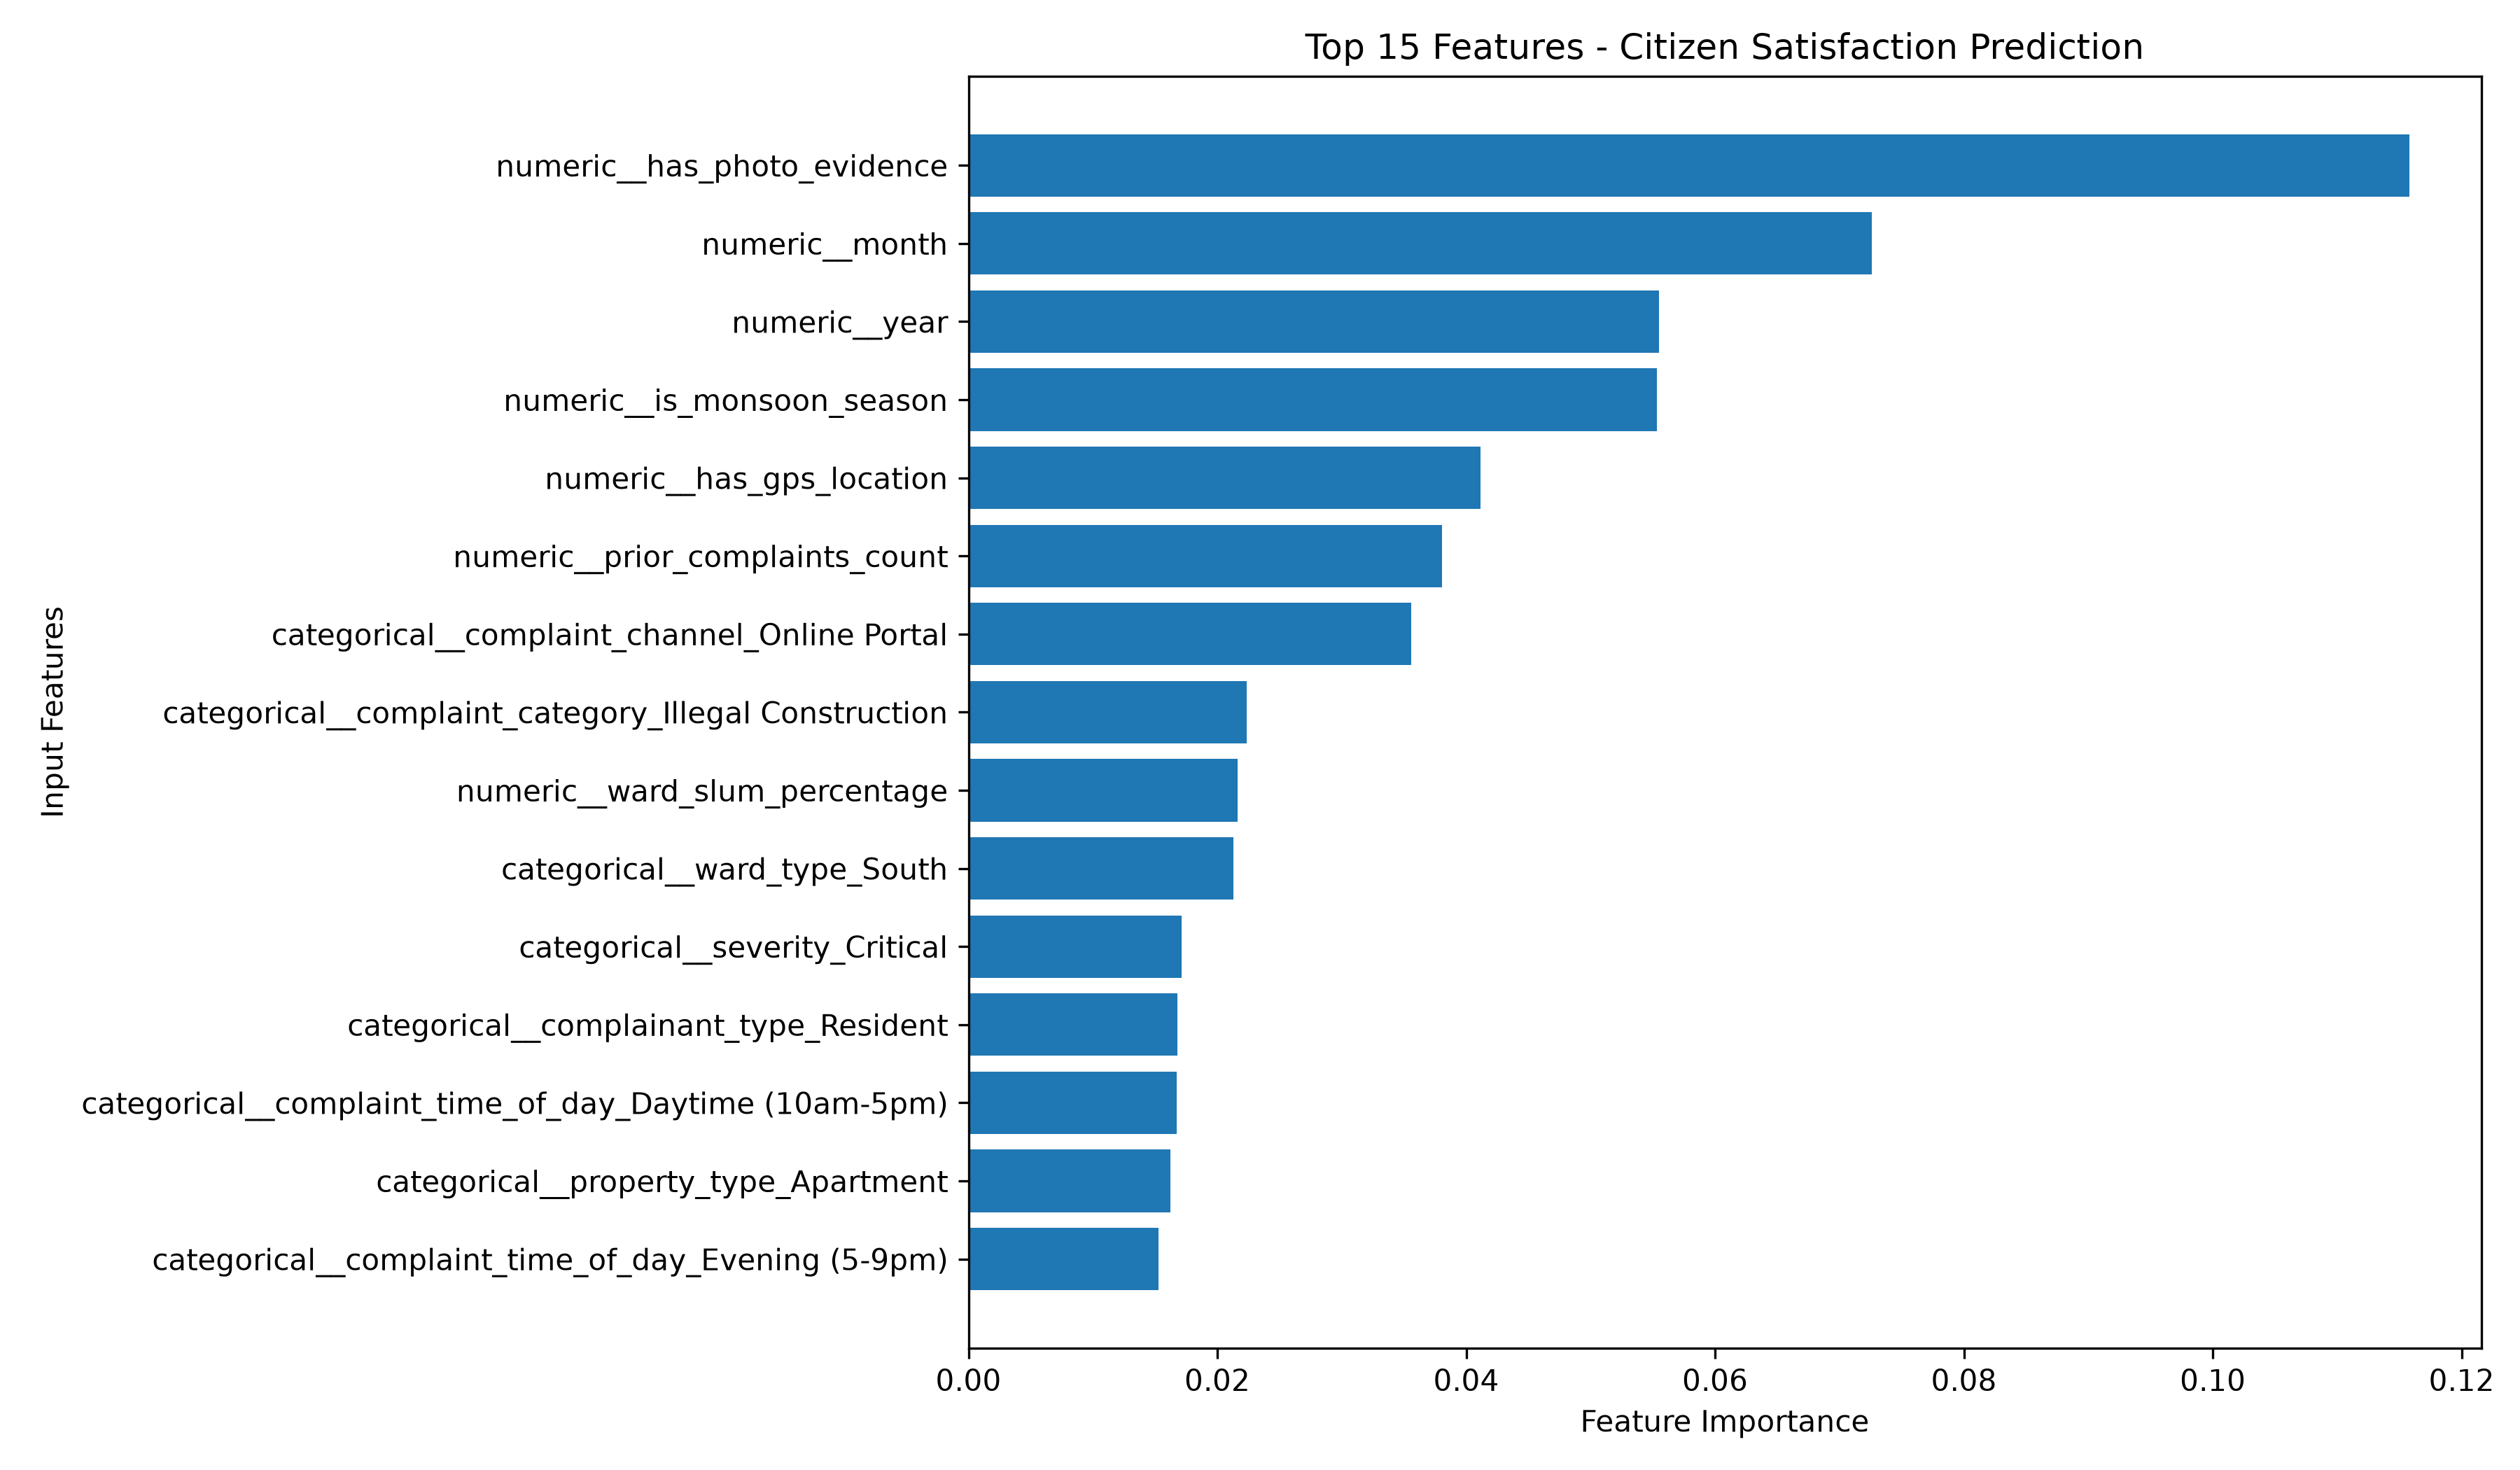 Top 15 Features - Citizen Satisfaction Prediction
numeric__has_photo_evidence
numeric__month
numeric__year
numeric__is_monsoon_season
numeric__has_gps_location
numeric__prior_complaints_count
categorical__complaint_channel_Online Portal
categorical__complaint_category_Illegal Construction
numeric__ward_slum_percentage
categorical__ward_type_South
categorical__severity_Critical
categorical__complainant_type_Resident
categorical__complaint_time_of_day_Daytime (10am-5pm)
categorical__property_type_Apartment
categorical__complaint_time_of_day_Evening (5-9pm)
Input Features
0.00 0.02 0.04 0.06 0.08 0.10 0.12
Feature Importance